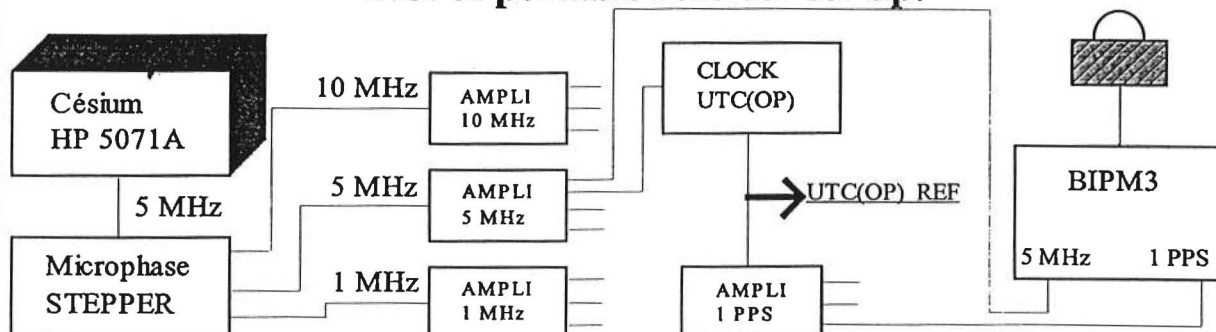 Césium
HP 5071A
5 MHz
Microphase
STEPPER
10 MHz
5 MHz
1 MHz
AMPLI
10 MHz
AMPLI
5 MHz
AMPLI
1 MHz
CLOCK
UTC(OP)
UTC(OP) REF
AMPLI
1 PPS
BIPM3
5 MHz 1 PPS